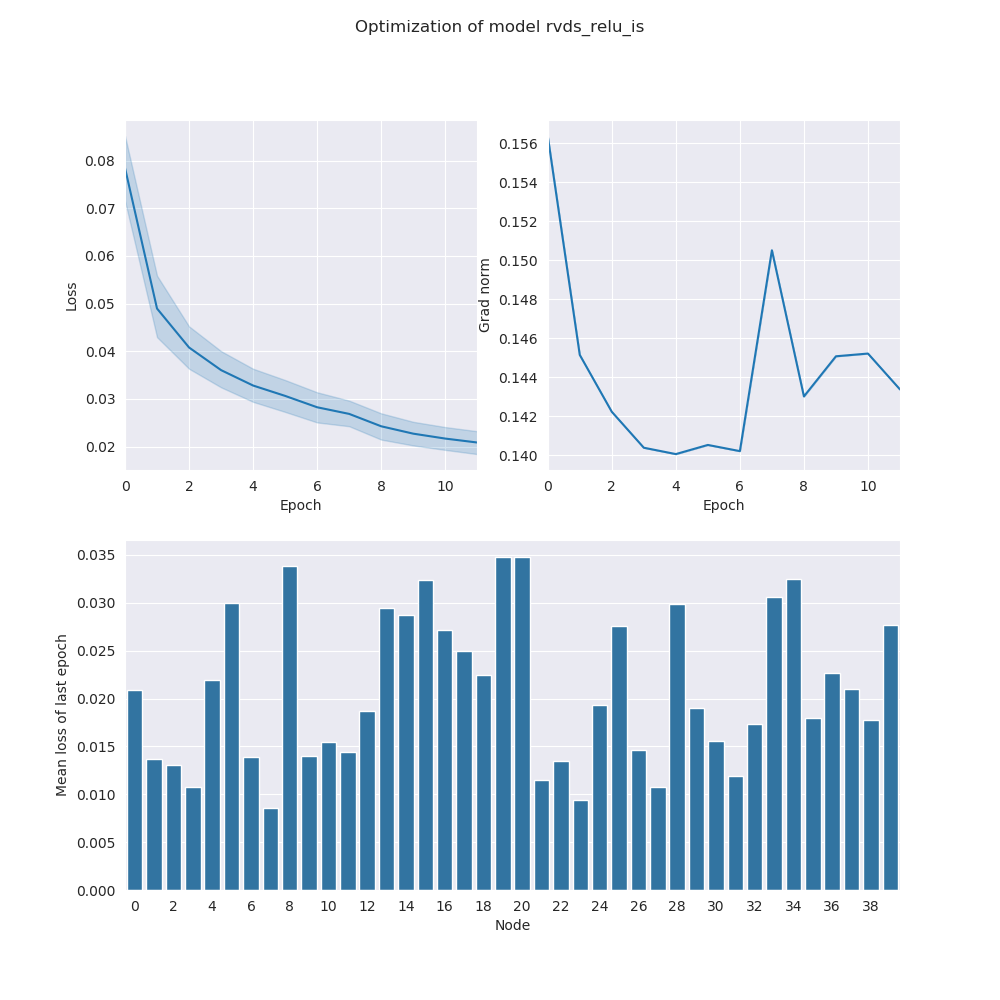 Optimization of model rvds_relu_is
0.08
0.07
0.06
0.05
0.04
0.03
0.02
Loss
0 2 4 6 8 10
Epoch
0.156
0.154
0.152
0.150
0.148
0.146
0.144
0.142
0.140
Grad norm
0 2 4 6 8 10
Epoch
0.035
0.030
0.025
0.020
0.015
0.010
0.005
0.000
Mean loss of last epoch
0 2 4 6 8 10 12 14 16 18 20 22 24 26 28 30 32 34 36 38
Node